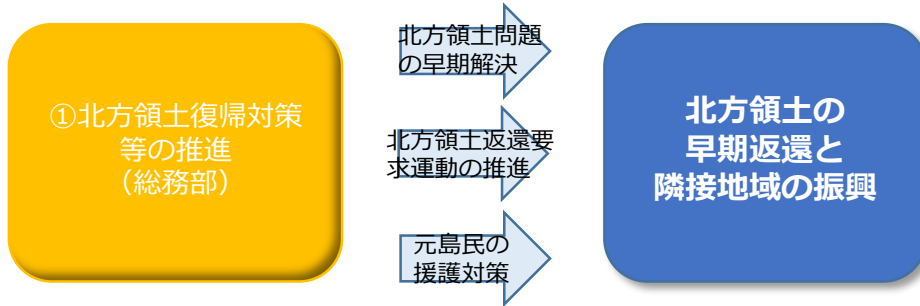 ①北方領土復帰対策
等の推進
（総務部）
北方領土問題
の早期解決
北方領土返還要
求運動の推進
元島民の
援護対策
北方領土の
早期返還と
隣接地域の振興